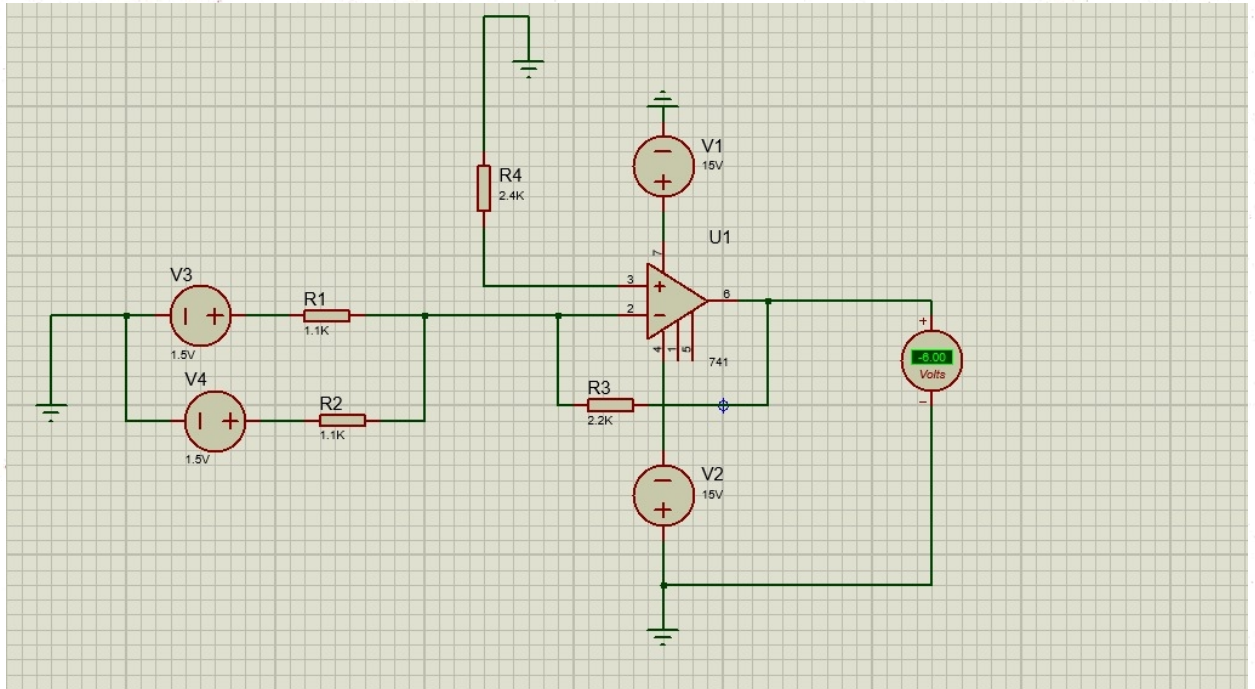 V1
15V
R4
2.4K
U1
7
3
6
2
V3
R1
1.1K
4
1
5
741
1.5V
V4
R2
1.1K
1.5V
R3
2.2K
+
-6.00
Volts
−
V2
15V